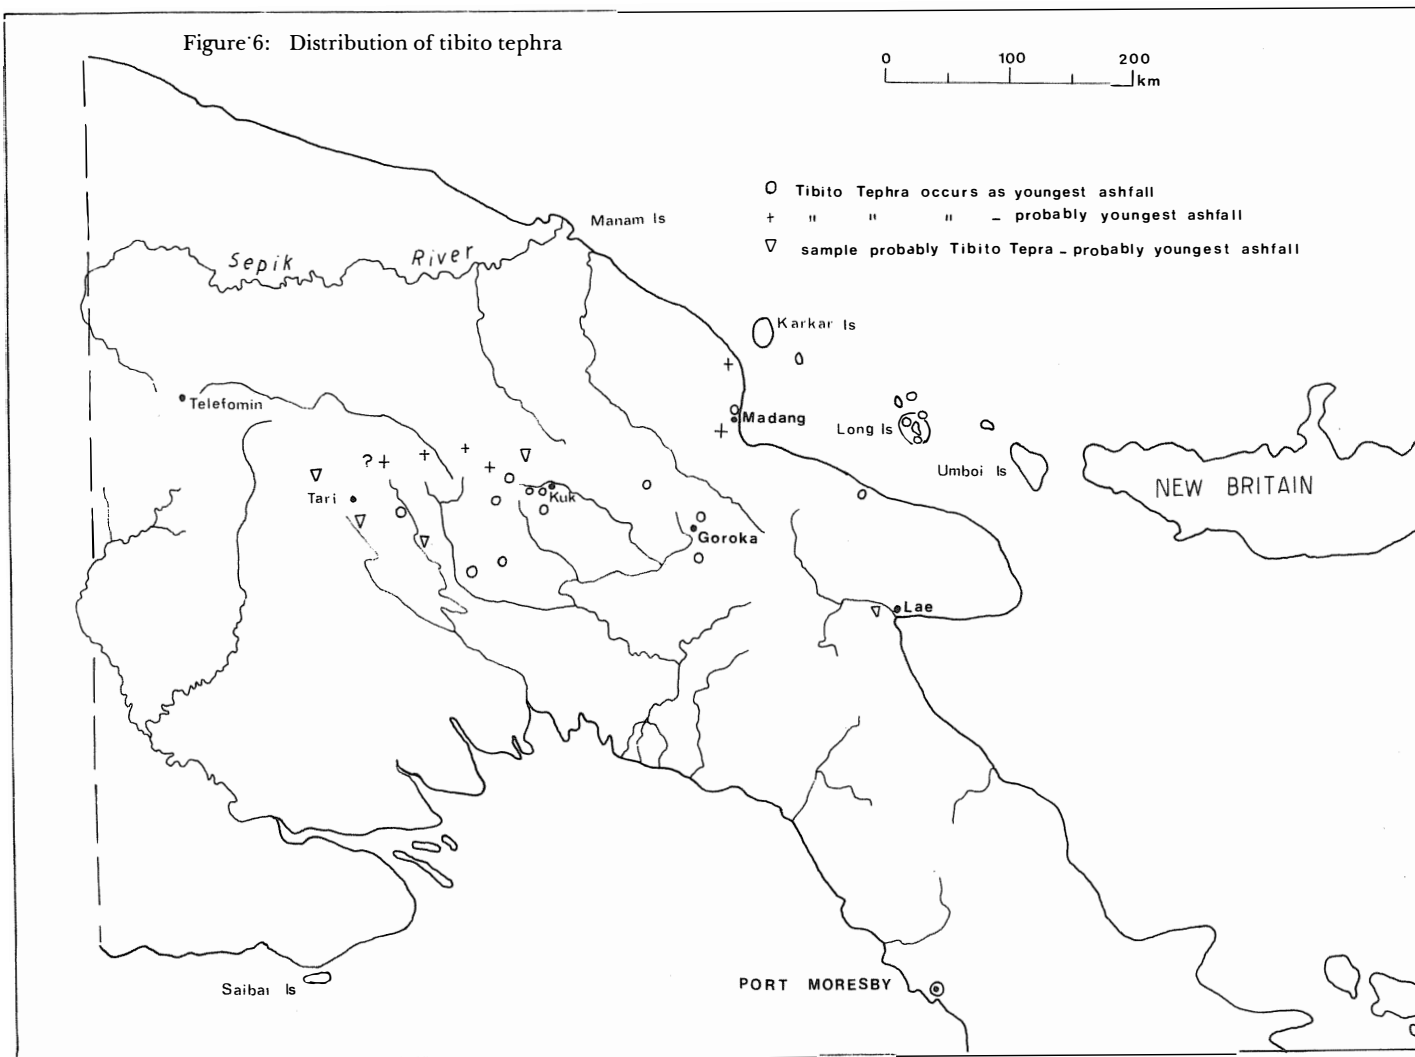 Figure 6: Distribution of tibito tephra
0 100 200
km
O Tibito Tephra occurs as youngest ashfall
+ " " " – probably youngest ashfall
▽ sample probably Tibito Tepra – probably youngest ashfall
Manam Is
Sepik River
Karkar Is
Telefomin
Madang
Long Is
Umboi Is
NEW BRITAIN
?
Tari
Kuk
Goroka
Lae
PORT MORESBY
Saibai Is